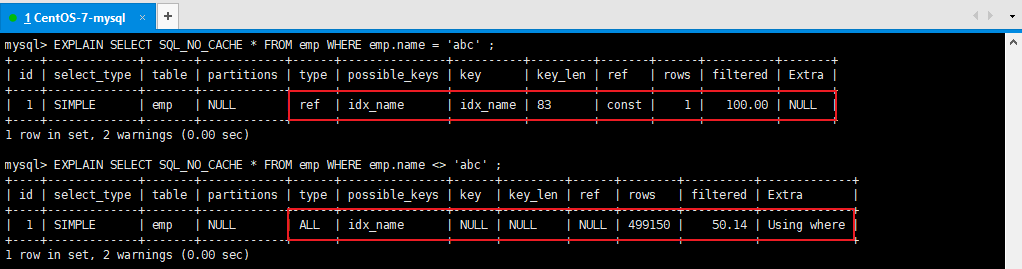 1 CentOS-7-mysql × +
mysql> EXPLAIN SELECT SQL_NO_CACHE * FROM emp WHERE emp.name = 'abc' ;
+----+-------------+-------+------------+------+---------------+----------+---------+-------+------+----------+-------+
| id | select_type | table | partitions | type | possible_keys | key      | key_len | ref   | rows | filtered | Extra |
+----+-------------+-------+------------+------+---------------+----------+---------+-------+------+----------+-------+
|  1 | SIMPLE      | emp   | NULL       | ref  | idx_name      | idx_name | 83      | const |    1 |   100.00 | NULL  |
+----+-------------+-------+------------+------+---------------+----------+---------+-------+------+----------+-------+
1 row in set, 2 warnings (0.00 sec)
mysql> EXPLAIN SELECT SQL_NO_CACHE * FROM emp WHERE emp.name <> 'abc' ;
+----+-------------+-------+------------+------+---------------+------+---------+------+--------+----------+-------------+
| id | select_type | table | partitions | type | possible_keys | key  | key_len | ref  | rows   | filtered | Extra       |
+----+-------------+-------+------------+------+---------------+------+---------+------+--------+----------+-------------+
|  1 | SIMPLE      | emp   | NULL       | ALL  | idx_name      | NULL | NULL    | NULL | 499150 |    50.14 | Using where |
+----+-------------+-------+------------+------+---------------+------+---------+------+--------+----------+-------------+
1 row in set, 2 warnings (0.00 sec)